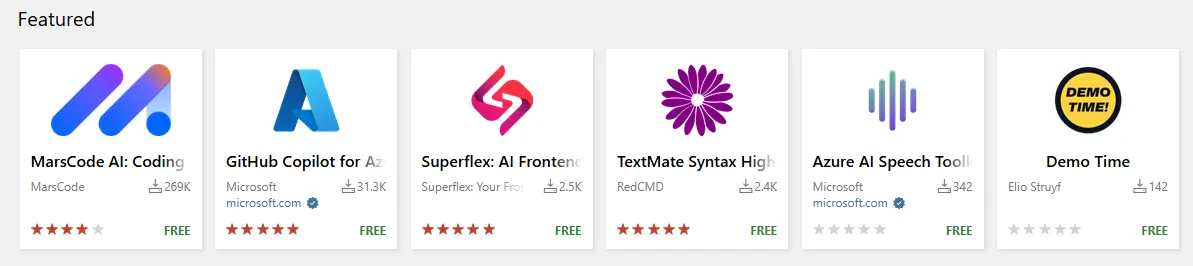 Featured
MarsCode AI: Coding
MarsCode 269K
FREE
GitHub Copilot for Az
Microsoft 31.3K
microsoft.com
FREE
Superflex: AI Frontend
Superflex: Your Fro 2.5K
FREE
TextMate Syntax High
RedCMD 2.4K
FREE
Azure AI Speech Toolk
Microsoft 342
microsoft.com
FREE
DEMO
TIME!
Demo Time
Elio Struyf 142
FREE